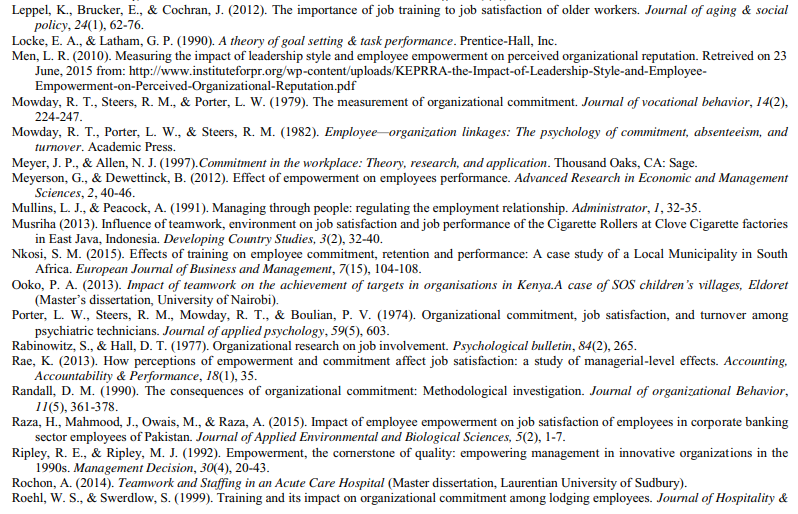 Leppel, K., Brucker, E., & Cochran, J. (2012). The importance of job training to job satisfaction of older workers. Journal of aging & social
policy, 24(1), 62-76.
Locke, E. A., & Latham, G. P. (1990). A theory of goal setting & task performance. Prentice-Hall, Inc.
Men, L. R. (2010). Measuring the impact of leadership style and employee empowerment on perceived organizational reputation. Retreived on 23
June, 2015 from: http://www.instituteforpr.org/wp-content/uploads/KEPRRA-the-Impact-of-Leadership-Style-and-Employee-
Empowerment-on-Perceived-Organizational-Reputation.pdf
Mowday, R. T., Steers, R. M., & Porter, L. W. (1979). The measurement of organizational commitment. Journal of vocational behavior, 14(2),
224-247.
Mowday, R. T., Porter, L. W., & Steers, R. M. (1982). Employee—organization linkages: The psychology of commitment, absenteeism, and
turnover. Academic Press.
Meyer, J. P., & Allen, N. J. (1997).Commitment in the workplace: Theory, research, and application. Thousand Oaks, CA: Sage.
Meyerson, G., & Dewettinck, B. (2012). Effect of empowerment on employees performance. Advanced Research in Economic and Management
Sciences, 2, 40-46.
Mullins, L. J., & Peacock, A. (1991). Managing through people: regulating the employment relationship. Administrator, 1, 32-35.
Musriha (2013). Influence of teamwork, environment on job satisfaction and job performance of the Cigarette Rollers at Clove Cigarette factories
in East Java, Indonesia. Developing Country Studies, 3(2), 32-40.
Nkosi, S. M. (2015). Effects of training on employee commitment, retention and performance: A case study of a Local Municipality in South
Africa. European Journal of Business and Management, 7(15), 104-108.
Ooko, P. A. (2013). Impact of teamwork on the achievement of targets in organisations in Kenya.A case of SOS children's villages, Eldoret
(Master's dissertation, University of Nairobi).
Porter, L. W., Steers, R. M., Mowday, R. T., & Boulian, P. V. (1974). Organizational commitment, job satisfaction, and turnover among
psychiatric technicians. Journal of applied psychology, 59(5), 603.
Rabinowitz, S., & Hall, D. T. (1977). Organizational research on job involvement. Psychological bulletin, 84(2), 265.
Rae, K. (2013). How perceptions of empowerment and commitment affect job satisfaction: a study of managerial-level effects. Accounting,
Accountability & Performance, 18(1), 35.
Randall, D. M. (1990). The consequences of organizational commitment: Methodological investigation. Journal of organizational Behavior,
11(5), 361-378.
Raza, H., Mahmood, J., Owais, M., & Raza, A. (2015). Impact of employee empowerment on job satisfaction of employees in corporate banking
sector employees of Pakistan. Journal of Applied Environmental and Biological Sciences, 5(2), 1-7.
Ripley, R. E., & Ripley, M. J. (1992). Empowerment, the cornerstone of quality: empowering management in innovative organizations in the
1990s. Management Decision, 30(4), 20-43.
Rochon, A. (2014). Teamwork and Staffing in an Acute Care Hospital (Master dissertation, Laurentian University of Sudbury).
Roehl, W. S., & Swerdlow, S. (1999). Training and its impact on organizational commitment among lodging employees. Journal of Hospitality &